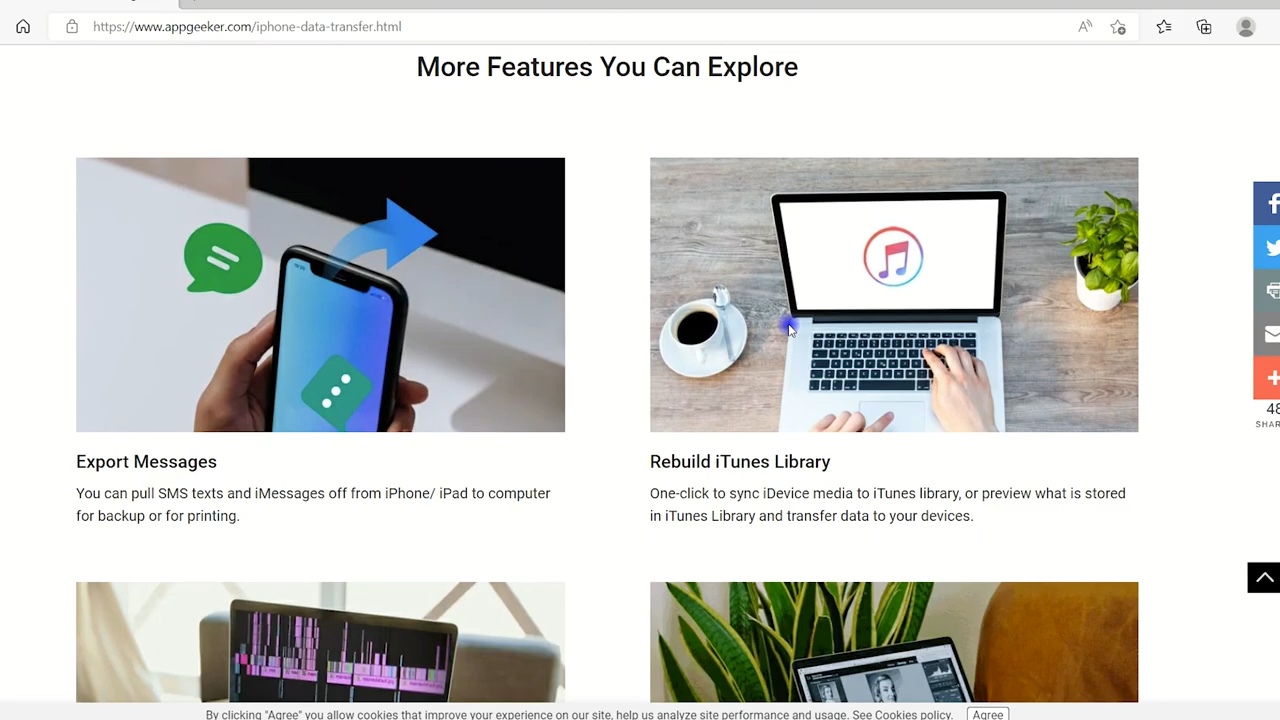 https://www.appgeeker.com/iphone-data-transfer.html
More Features You Can Explore
Export Messages
You can pull SMS texts and iMessages off from iPhone/ iPad to computer
for backup or for printing.
Rebuild iTunes Library
One-click to sync iDevice media to iTunes library, or preview what is stored
in iTunes Library and transfer data to your devices.
48
SHAR
By clicking "Agree" you allow cookies that improve your experience on our site, help us analyze site performance and usage. See Cookies policy.
Agree